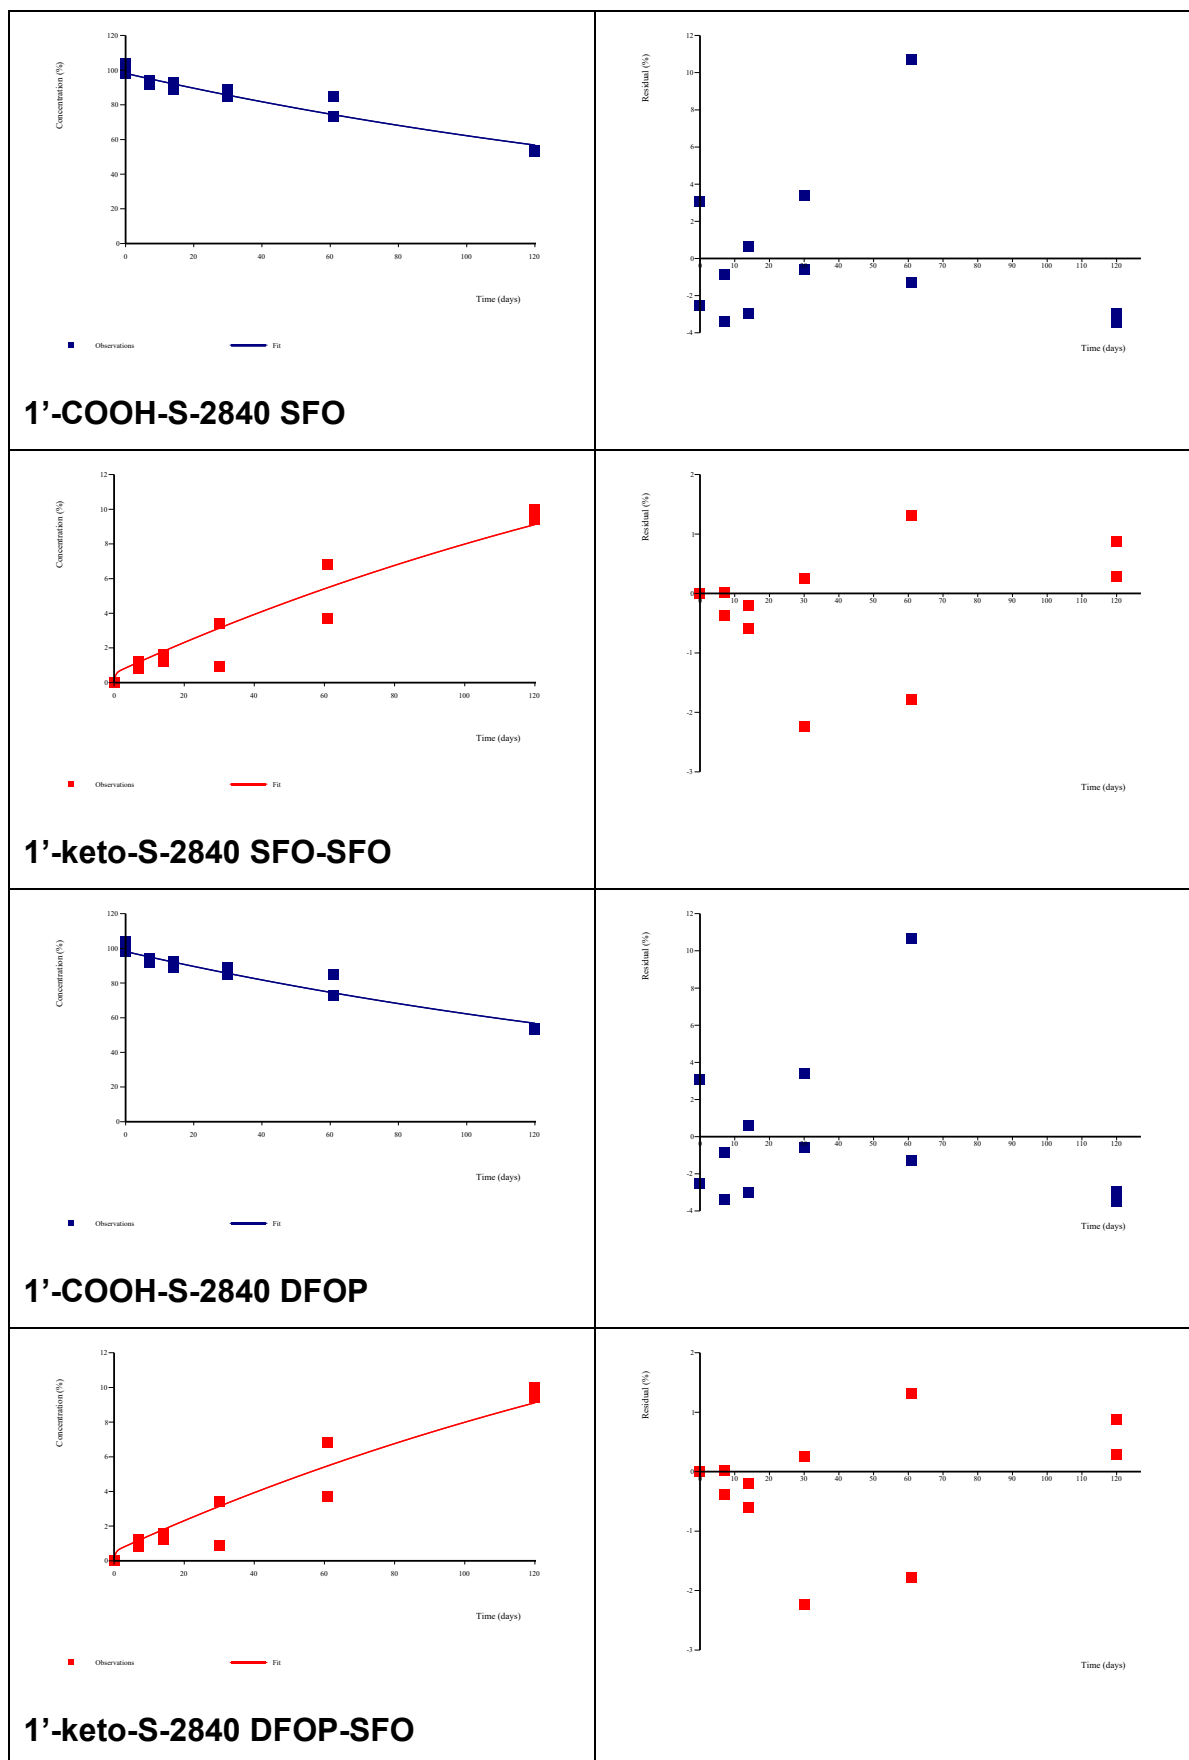 120
100
80
60
40
20
0
Concentration (%)
0 20 40 60 80 100 120
Time (days)
Observations Fit
12
10
8
6
4
2
0
-2
-4
Residual (%)
0 10 20 30 40 50 60 70 80 90 100 110 120
Time (days)
1’-COOH-S-2840 SFO
12
10
8
6
4
2
0
Concentration (%)
0 20 40 60 80 100 120
Time (days)
Observations Fit
2
1
0
-1
-2
-3
Residual (%)
0 10 20 30 40 50 60 70 80 90 100 110 120
Time (days)
1’-keto-S-2840 SFO-SFO
120
100
80
60
40
20
0
Concentration (%)
0 20 40 60 80 100 120
Time (days)
Observations Fit
12
10
8
6
4
2
0
-2
-4
Residual (%)
0 10 20 30 40 50 60 70 80 90 100 110 120
Time (days)
1’-COOH-S-2840 DFOP
12
10
8
6
4
2
0
Concentration (%)
0 20 40 60 80 100 120
Time (days)
Observations Fit
2
1
0
-1
-2
-3
Residual (%)
0 10 20 30 40 50 60 70 80 90 100 110 120
Time (days)
1’-keto-S-2840 DFOP-SFO